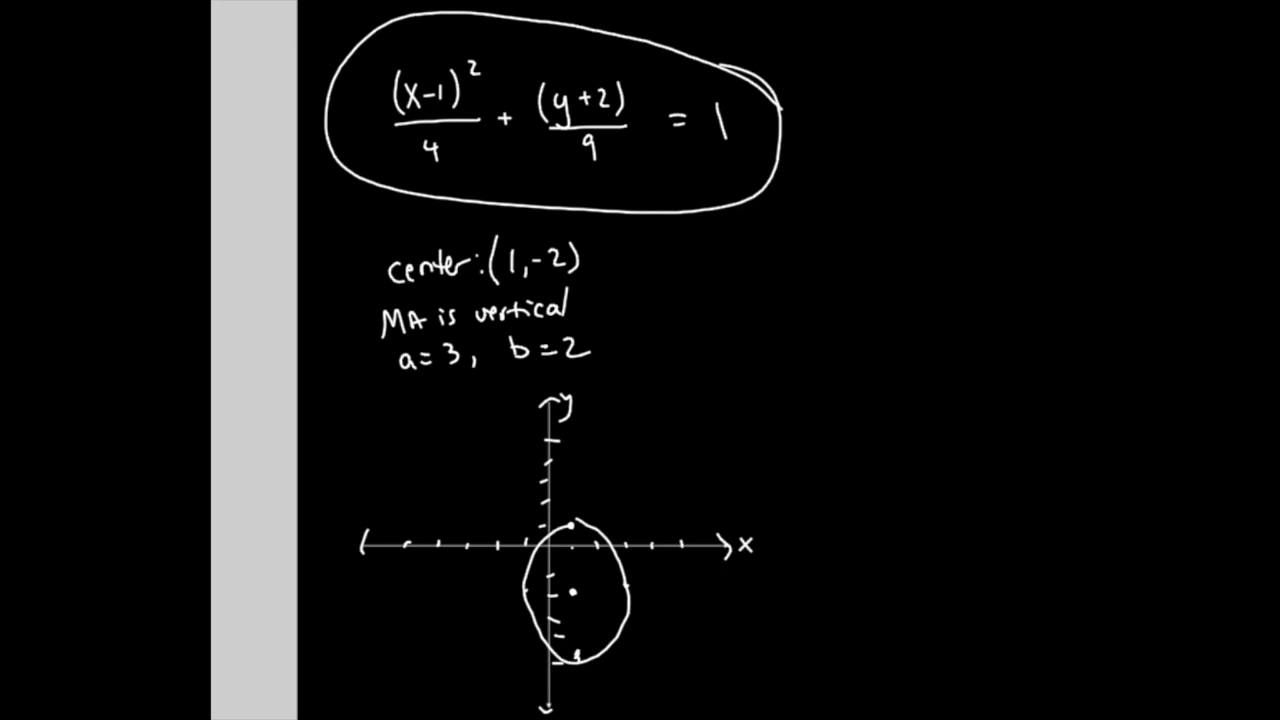 (x-1)²/4 + (y+2)/9 = 1
center: (1,-2)
MA is vertical
a=3, b=2
y
x